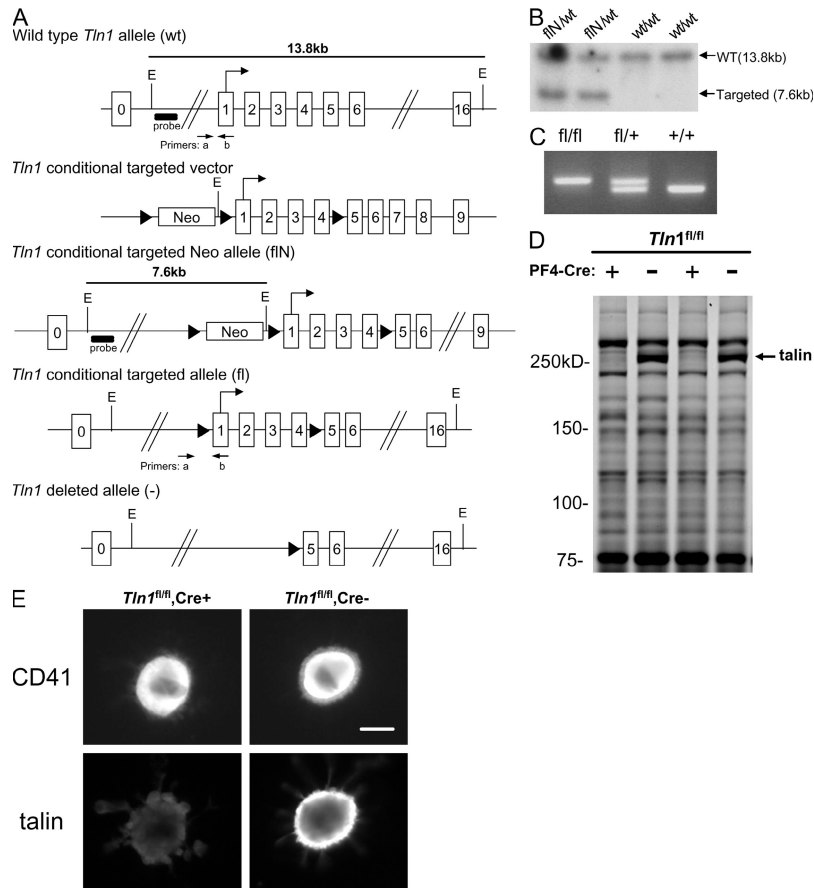 A
Wild type Tln1 allele (wt)
13.8kb
E E
0 1 2 3 4 5 6 16
probe
Primers: a b
Tln1 conditional targeted vector
E
Neo 1 2 3 4 5 6 7 8 9
Tln1 conditional targeted Neo allele (flN)
7.6kb
E E
0 Neo 1 2 3 4 5 6 9
probe
Tln1 conditional targeted allele (fl)
E E
0 1 2 3 4 5 6 16
Primers: a b
Tln1 deleted allele (-)
E E
0 5 6 16
B
flN/wt flN/wt wt/wt wt/wt
WT(13.8kb)
Targeted (7.6kb)
C
fl/fl fl/+ +/+
D
Tln1fl/fl
PF4-Cre: + - + -
250kD-
talin
150-
100-
75-
E
Tln1fl/fl,Cre+ Tln1fl/fl,Cre-
CD41
talin